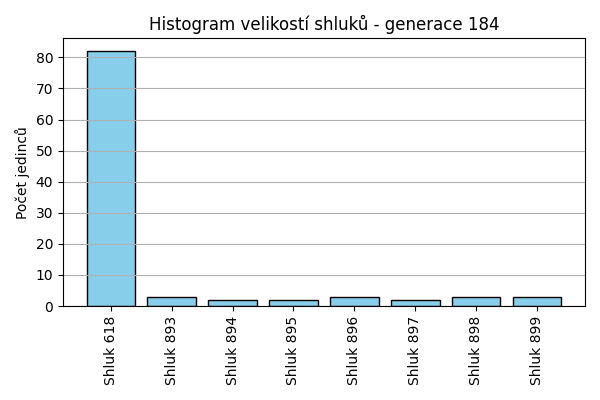 Histogram velikostí shluků - generace 184
Počet jedinců
80
70
60
50
40
30
20
10
0
Shluk 618
Shluk 893
Shluk 894
Shluk 895
Shluk 896
Shluk 897
Shluk 898
Shluk 899